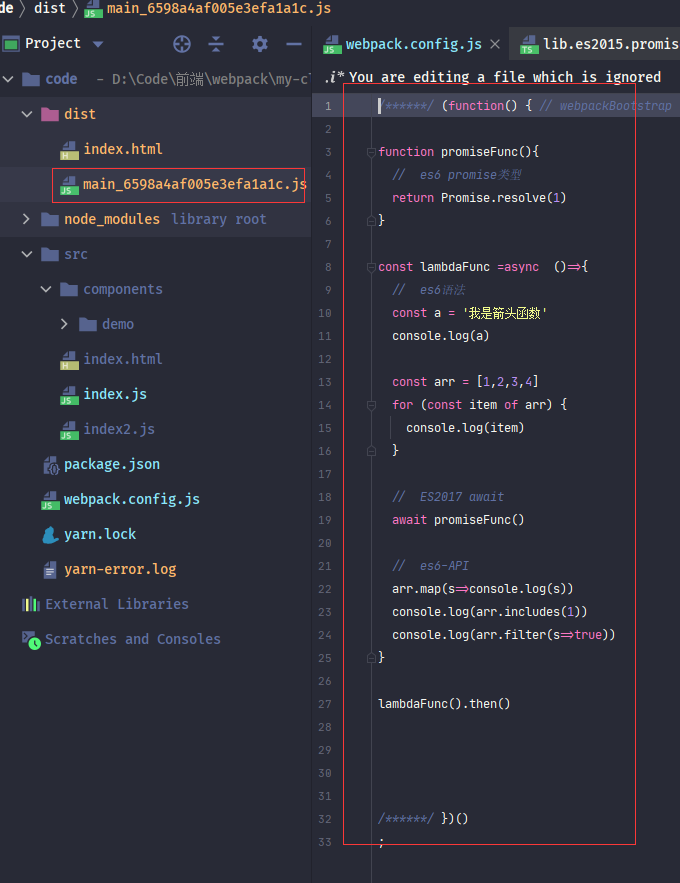 de dist main_6598a4af005e3efa1a1c.js
Project
code - D:\Code\前端\webpack\my-c
dist
index.html
main_6598a4af005e3efa1a1c.js
node_modules library root
src
components
demo
index.html
index.js
index2.js
package.json
webpack.config.js
yarn.lock
yarn-error.log
External Libraries
Scratches and Consoles
webpack.config.js lib.es2015.promis
.i* You are editing a file which is ignored
1 /******/ (function() { // webpackBootstrap
2
3 function promiseFunc(){
4 // es6 promise类型
5 return Promise.resolve(1)
6 }
7
8 const lambdaFunc =async ()=>{
9 // es6语法
10 const a = '我是箭头函数'
11 console.log(a)
12
13 const arr = [1,2,3,4]
14 for (const item of arr) {
15 console.log(item)
16 }
17
18 // ES2017 await
19 await promiseFunc()
20
21 // es6-API
22 arr.map(s=>console.log(s))
23 console.log(arr.includes(1))
24 console.log(arr.filter(s=>true))
25 }
26
27 lambdaFunc().then()
28
29
30
31
32 /******/ })()
33 ;